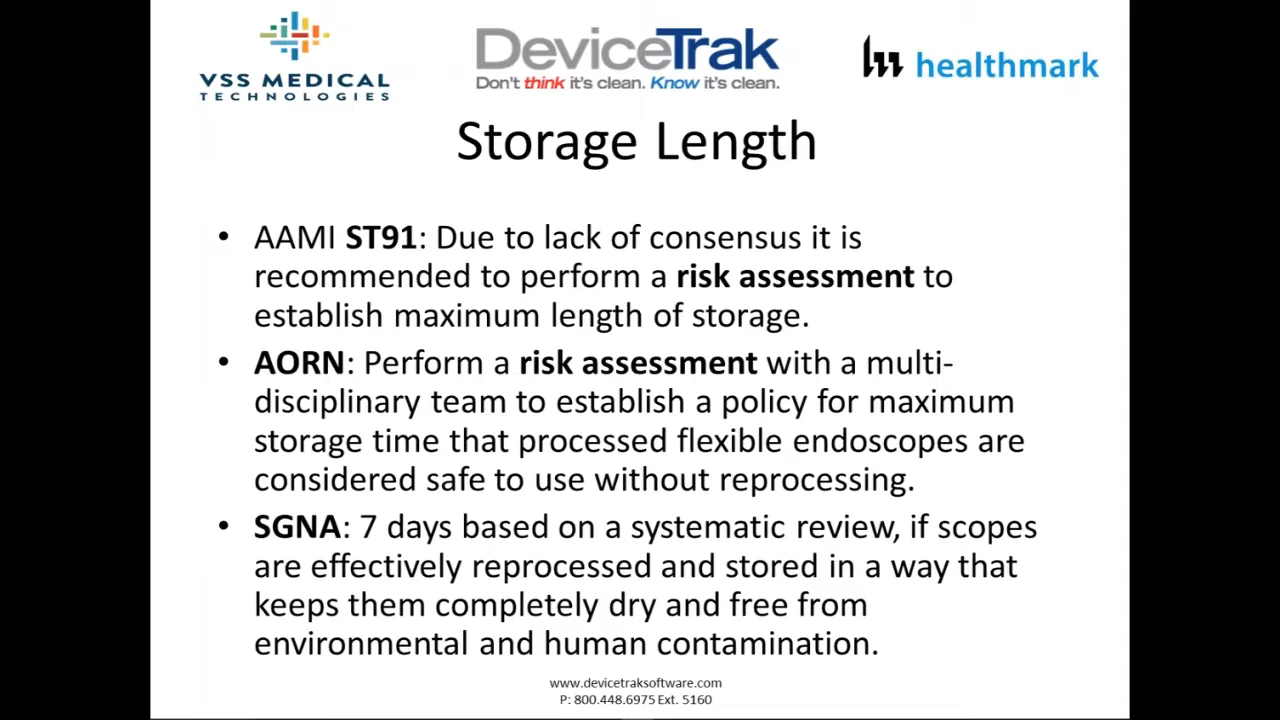 VSS MEDICAL
TECHNOLOGIES
DeviceTrak
Don't think it's clean. Know it's clean.
healthmark
Storage Length
• AAMI ST91: Due to lack of consensus it is
recommended to perform a risk assessment to
establish maximum length of storage.
• AORN: Perform a risk assessment with a multi-
disciplinary team to establish a policy for maximum
storage time that processed flexible endoscopes are
considered safe to use without reprocessing.
• SGNA: 7 days based on a systematic review, if scopes
are effectively reprocessed and stored in a way that
keeps them completely dry and free from
environmental and human contamination.
www.devicetraksoftware.com
P: 800.448.6975 Ext. 5160